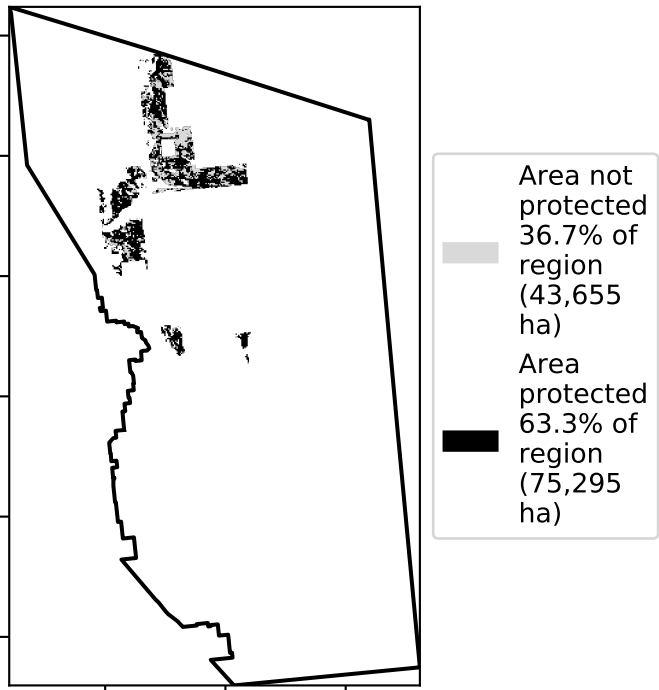 Area not
protected
36.7% of
region
(43,655
ha)
Area
protected
63.3% of
region
(75,295
ha)